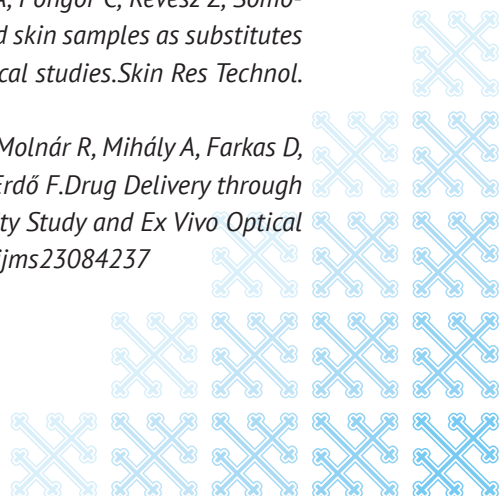 A, Pongor C, Révész Z, Somo-
d skin samples as substitutes
cal studies.Skin Res Technol.
Molnár R, Mihály A, Farkas D,
Erdő F.Drug Delivery through
ty Study and Ex Vivo Optical
ijms23084237